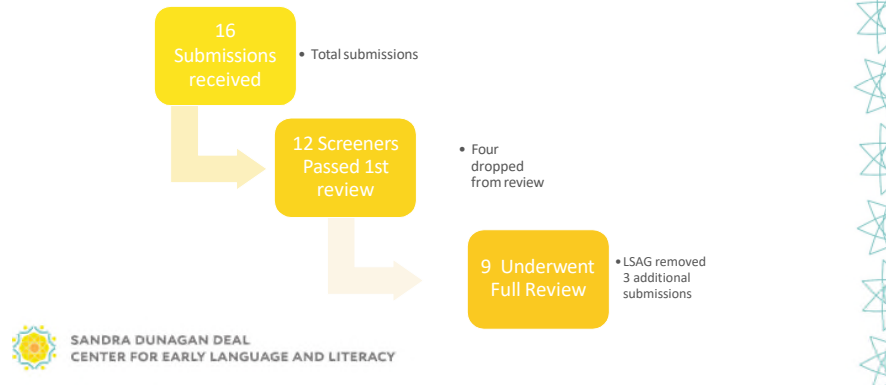 16
Submissions
received
• Total submissions
12 Screeners
Passed 1st
review
• Four
dropped
from review
9 Underwent
Full Review
• LSAG removed
3 additional
submissions
SANDRA DUNAGAN DEAL
CENTER FOR EARLY LANGUAGE AND LITERACY